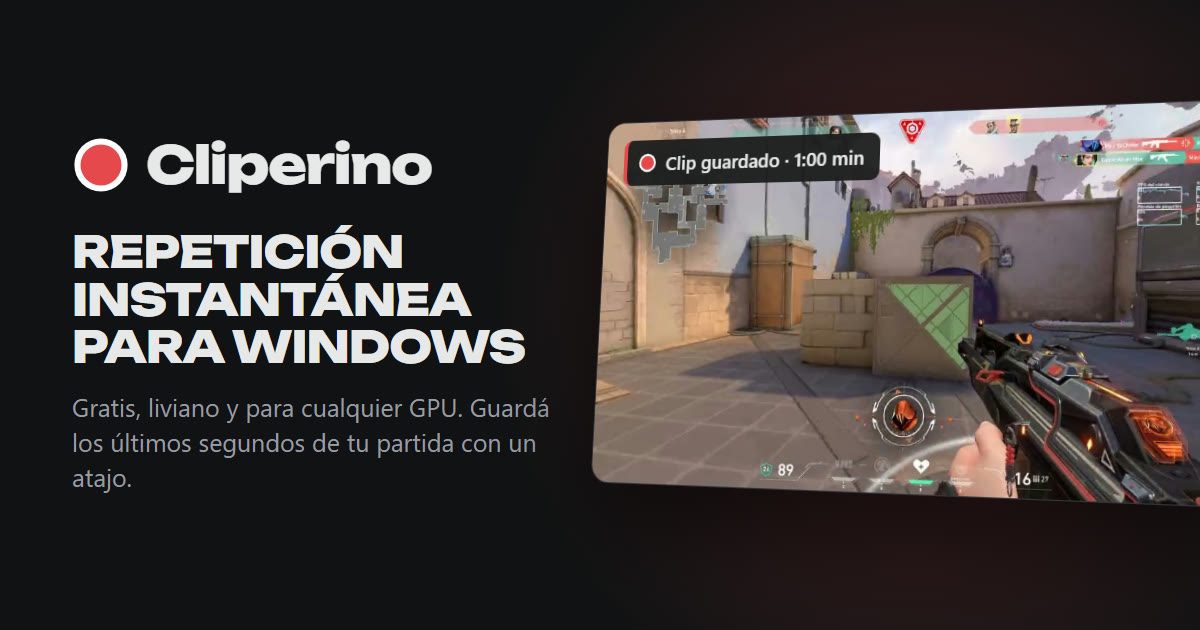 Cliperino
REPETICIÓN
INSTANTÁNEA
PARA WINDOWS
Gratis, liviano y para cualquier GPU. Guardá
los últimos segundos de tu partida con un
atajo.
Clip guardado · 1:00 min
89
16 27